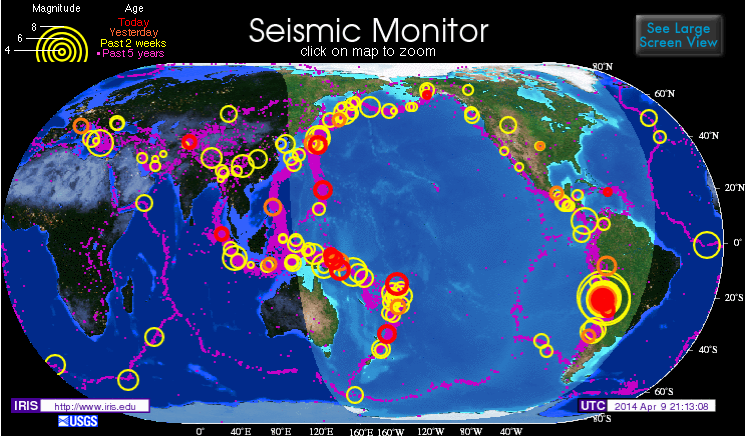 Magnitude
Age
8
6
4
Today
Yesterday
Past 2 weeks
Past 5 years
Seismic Monitor
click on map to zoom
See Large
Screen View
80°N
60°N
40°N
20°N
0°
20°S
40°S
60°S
80°S
IRIS http://www.iris.edu
USGS
UTC 2014 Apr 9 21:13:08
0° 40°E 80°E 120°E 160°E 160°W 120°W 80°W 40°W